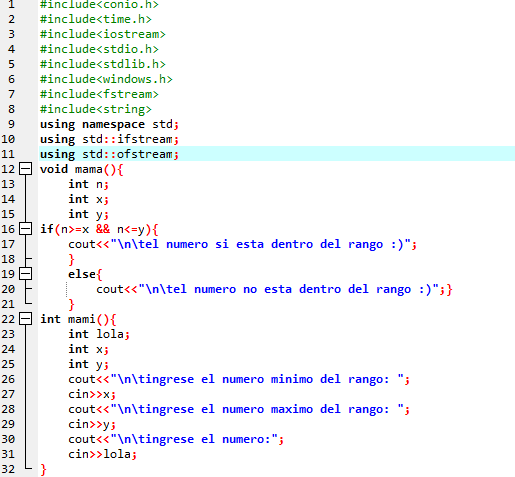 1 #include<conio.h>
2 #include<time.h>
3 #include<iostream>
4 #include<stdio.h>
5 #include<stdlib.h>
6 #include<windows.h>
7 #include<fstream>
8 #include<string>
9 using namespace std;
10 using std::ifstream;
11 using std::ofstream;
12 void mama(){
13 int n;
14 int x;
15 int y;
16 if(n>=x && n<=y){
17 cout<<"\n\tel numero si esta dentro del rango :)";
18 }
19 else{
20 cout<<"\n\tel numero no esta dentro del rango :)";}
21 }
22 int mami(){
23 int lola;
24 int x;
25 int y;
26 cout<<"\n\tingrese el numero minimo del rango: ";
27 cin>>x;
28 cout<<"\n\tingrese el numero maximo del rango: ";
29 cin>>y;
30 cout<<"\n\tingrese el numero:";
31 cin>>lola;
32 }